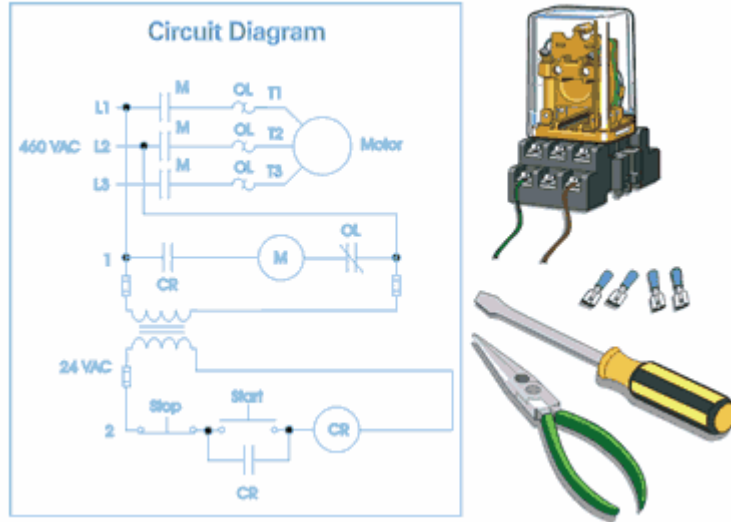 Circuit Diagram
M OL T1
L1
M OL T2
460 VAC L2 Motor
M OL T3
L3
OL
1 M
CR
24 VAC
Stop Start
2 CR
CR